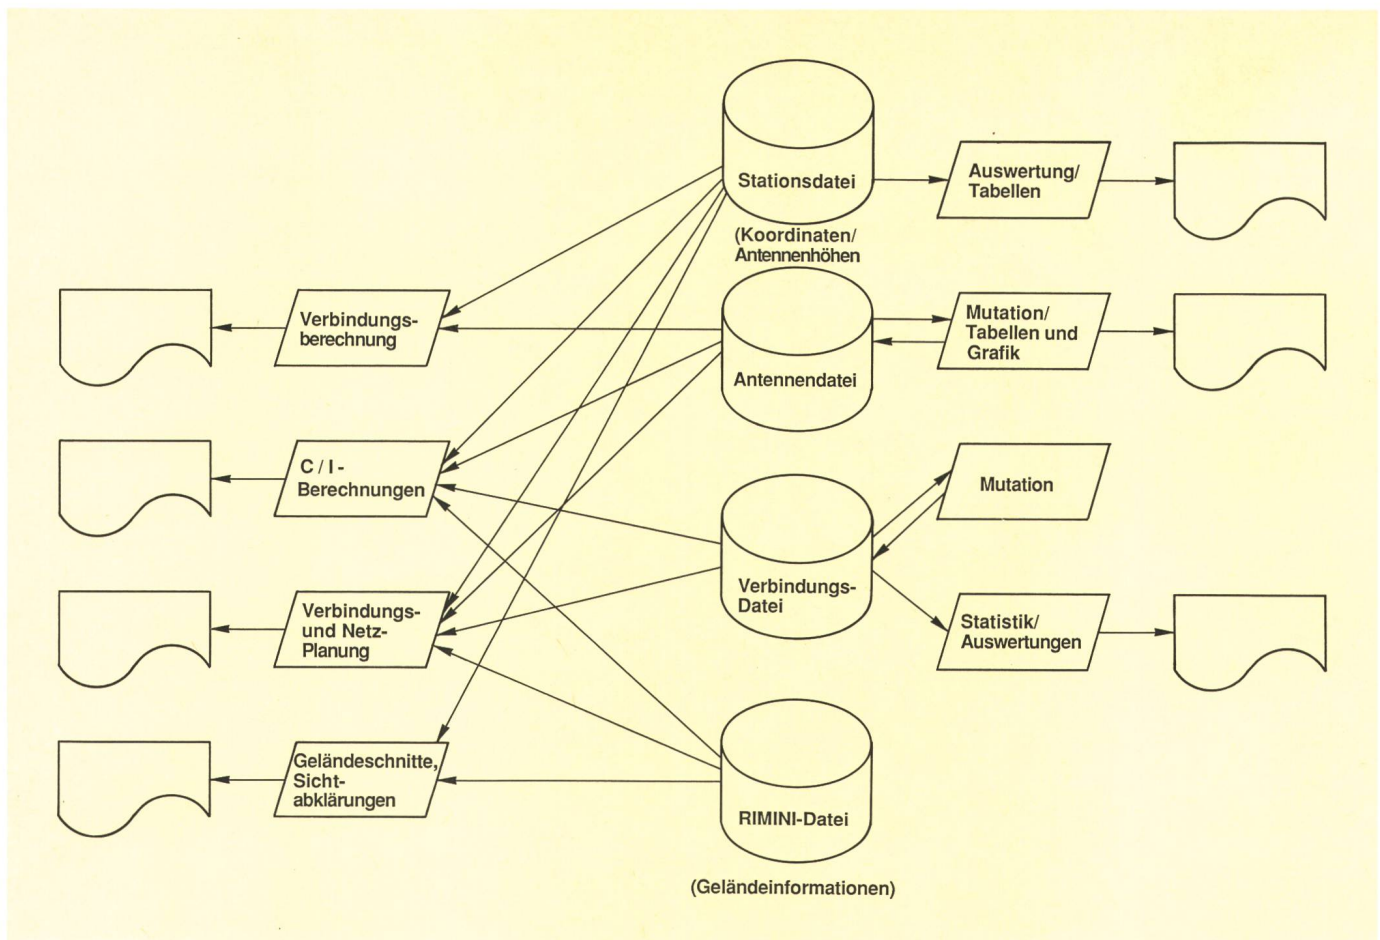 Stationsdatei
(Koordinaten/
Antennenhöhen
Auswertung/
Tabellen
Verbindungs-
berechnung
Antennendatei
Mutation/
Tabellen und
Grafik
C / I -
Berechnungen
Verbindungs-
Datei
Mutation
Verbindungs-
und Netz-
Planung
Statistik/
Auswertungen
Geländeschnitte,
Sicht-
abklärungen
RIMINI-Datei
(Geländeinformationen)